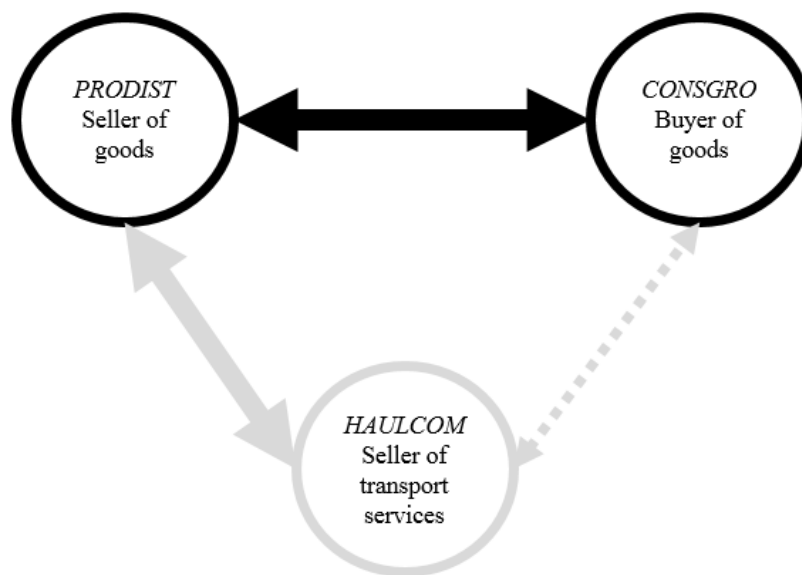 PRODIST
Seller of
goods
CONSGRO
Buyer of
goods
HAULCOM
Seller of
transport
services